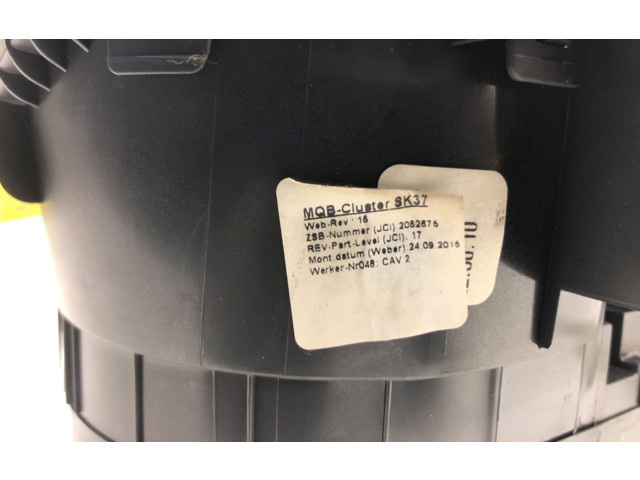 MQB-Cluster SK37
Web-Rev.: 16
ZSB-Nummer (JCI) 2052676
REV-Part-Level (JCI). 17
Mont.datum (Weber).24.09.2015
Werker-Nr048: CAV 2